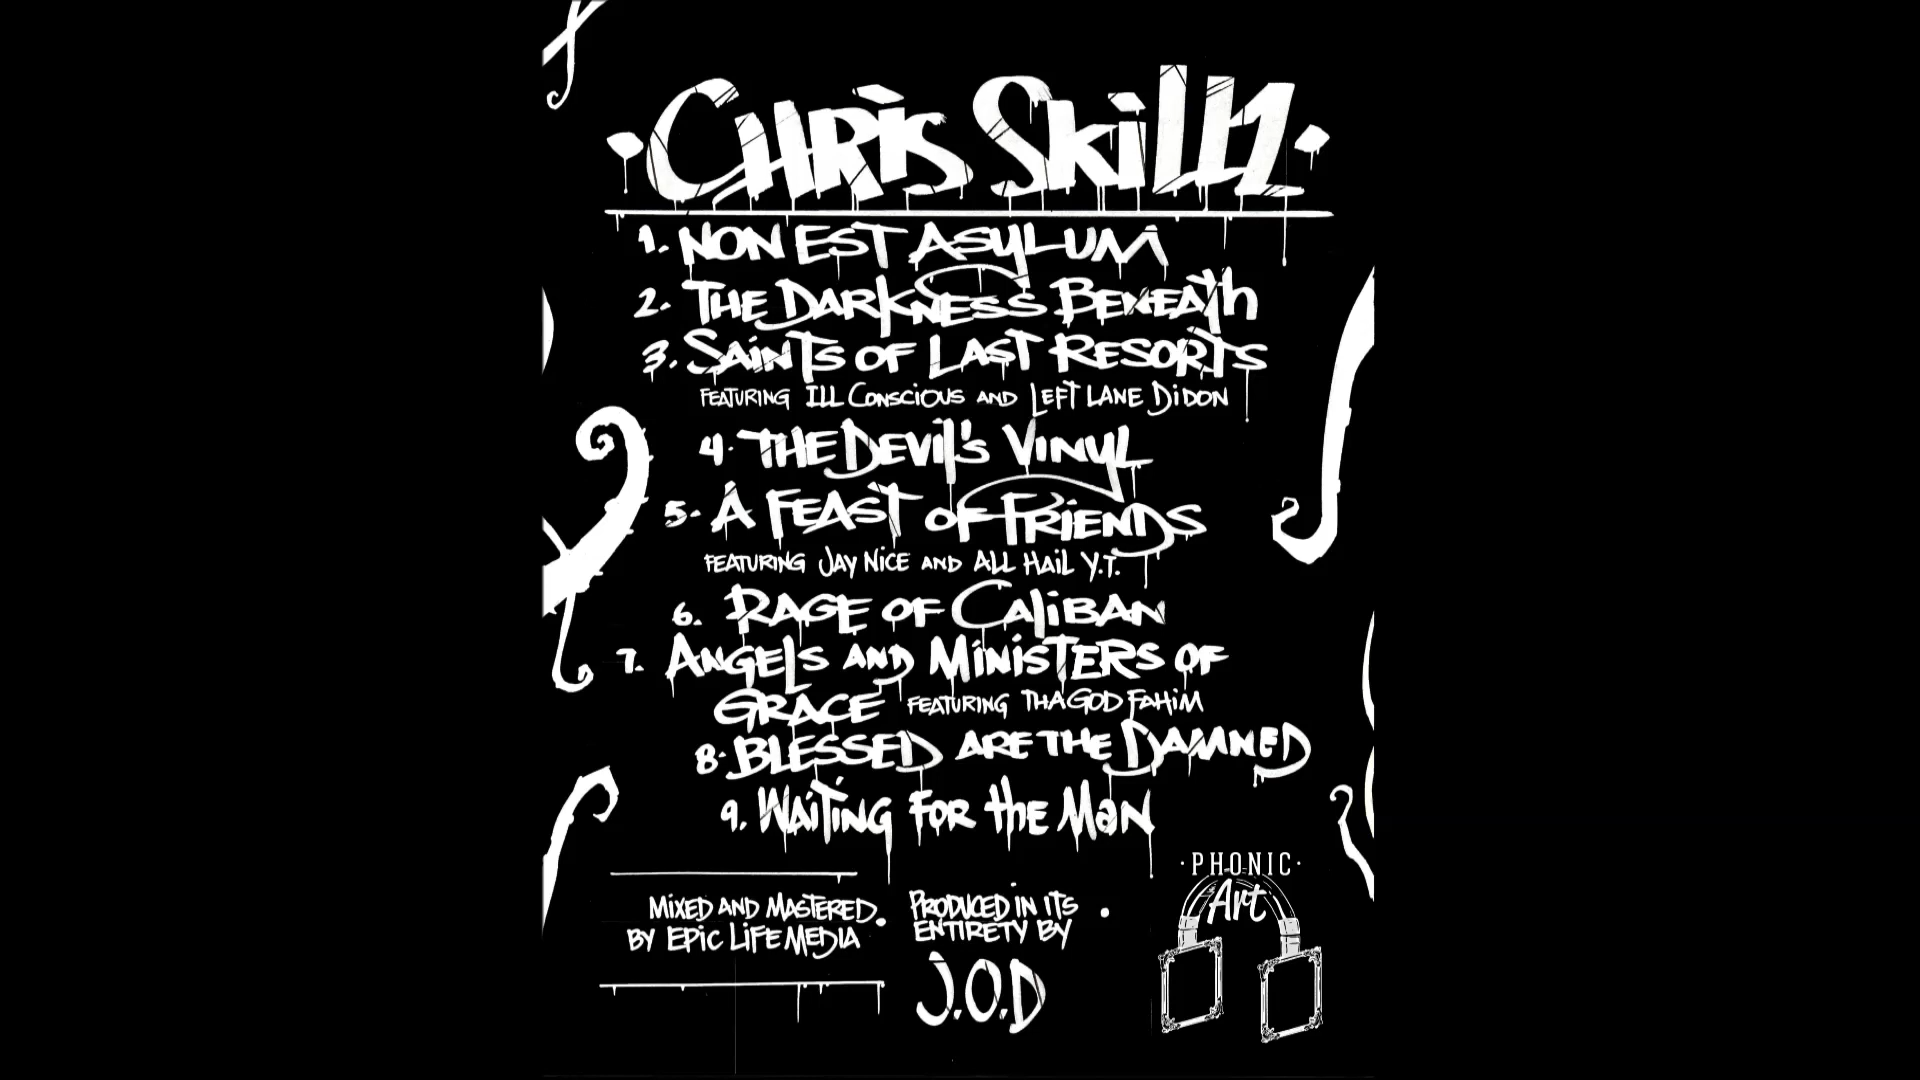 CHRIS SKILLZ
1. NON EST ASYLUM
2. THE DARKNESS BENEATH
3. SAINTS OF LAST RESORTS
FEATURING ILL CONSCIOUS AND LEFT LANE DIDON
4. THE DEVIL'S VINYL
5. A FEAST OF FRIENDS
FEATURING JAY NICE AND ALL HAIL Y.T.
6. RAGE OF CALIBAN
7. ANGELS AND MINISTERS OF
GRACE FEATURING THA GOD FAHIM
8. BLESSED ARE THE DAMNED
9. WAITING FOR THE MAN
MIXED AND MASTERED
BY EPIC LIFE MEDIA
PRODUCED IN ITS
ENTIRETY BY
J.O.D
·PHONIC·
Art